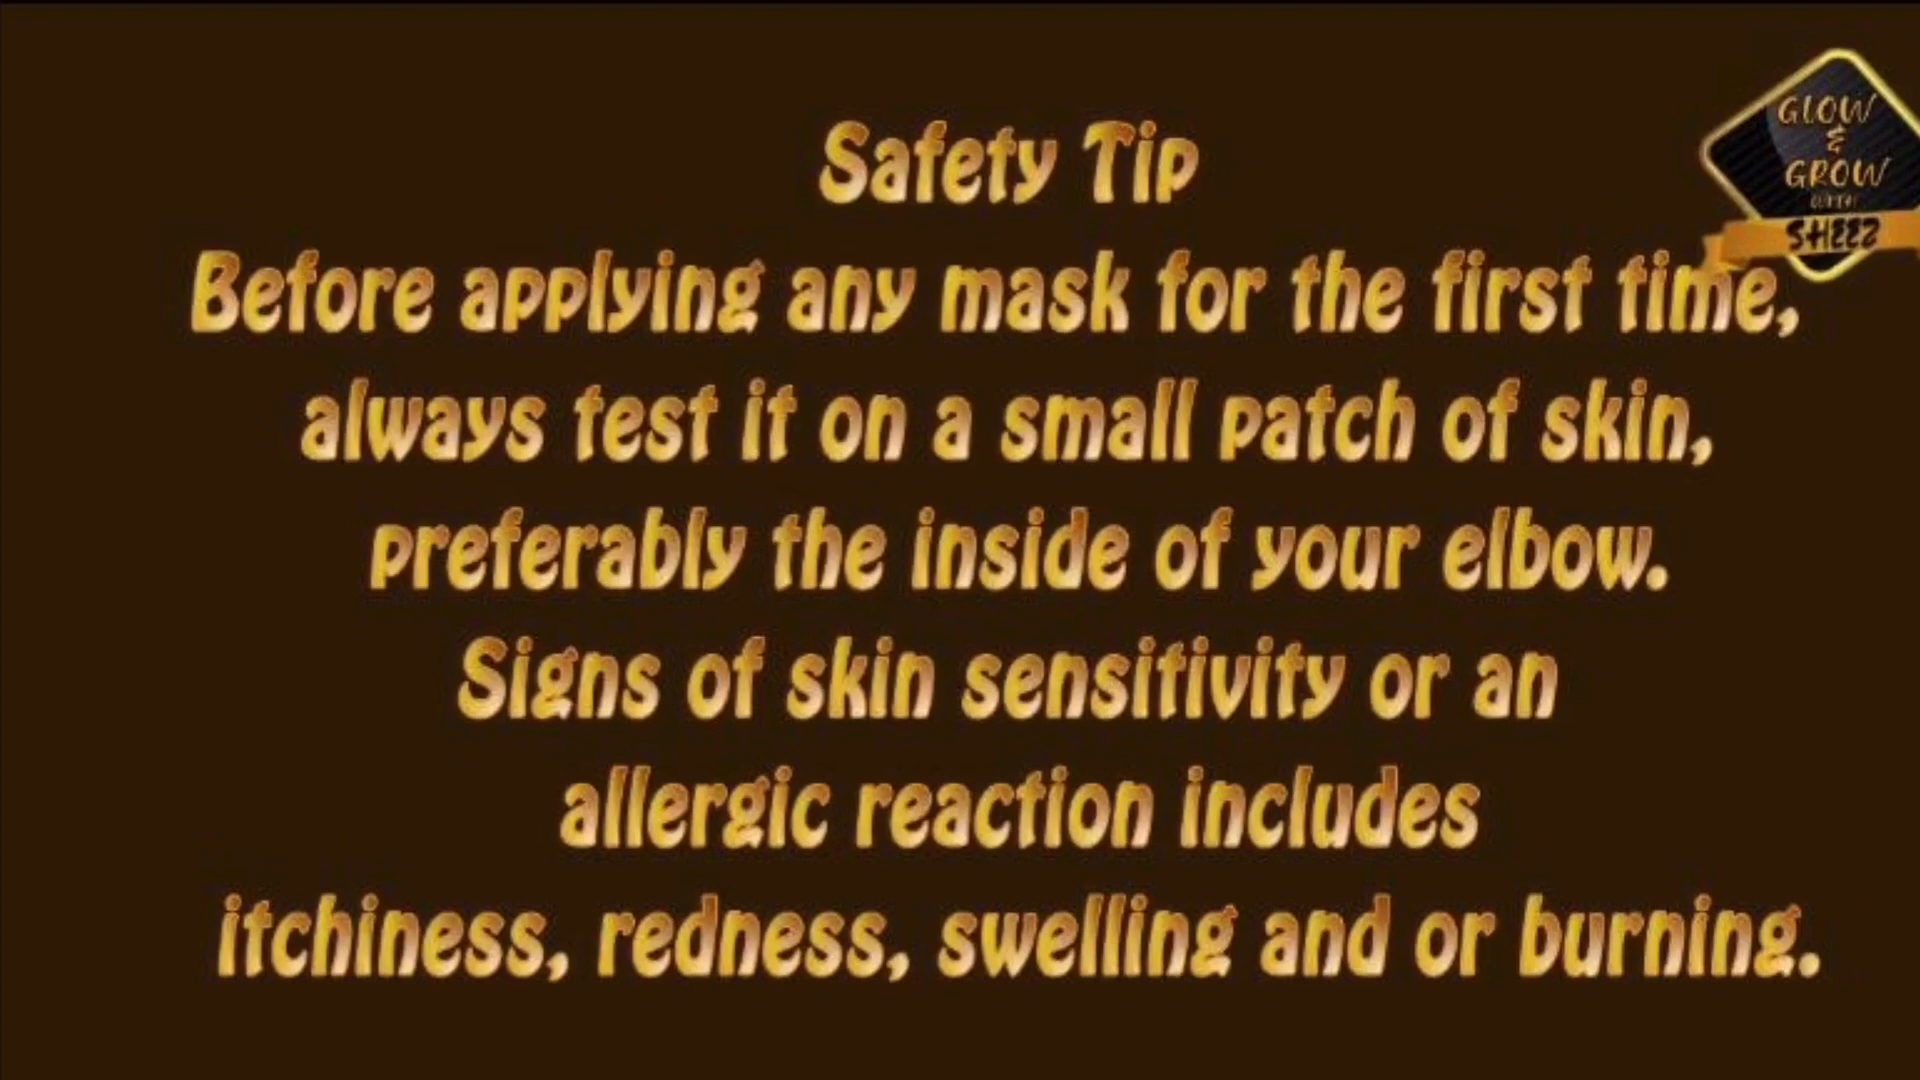 Safety Tip
Before applying any mask for the first time,
always test it on a small patch of skin,
preferably the inside of your elbow.
Signs of skin sensitivity or an
allergic reaction includes
itchiness, redness, swelling and or burning.
GLOW
&
GROW
WITH
SHEEZ